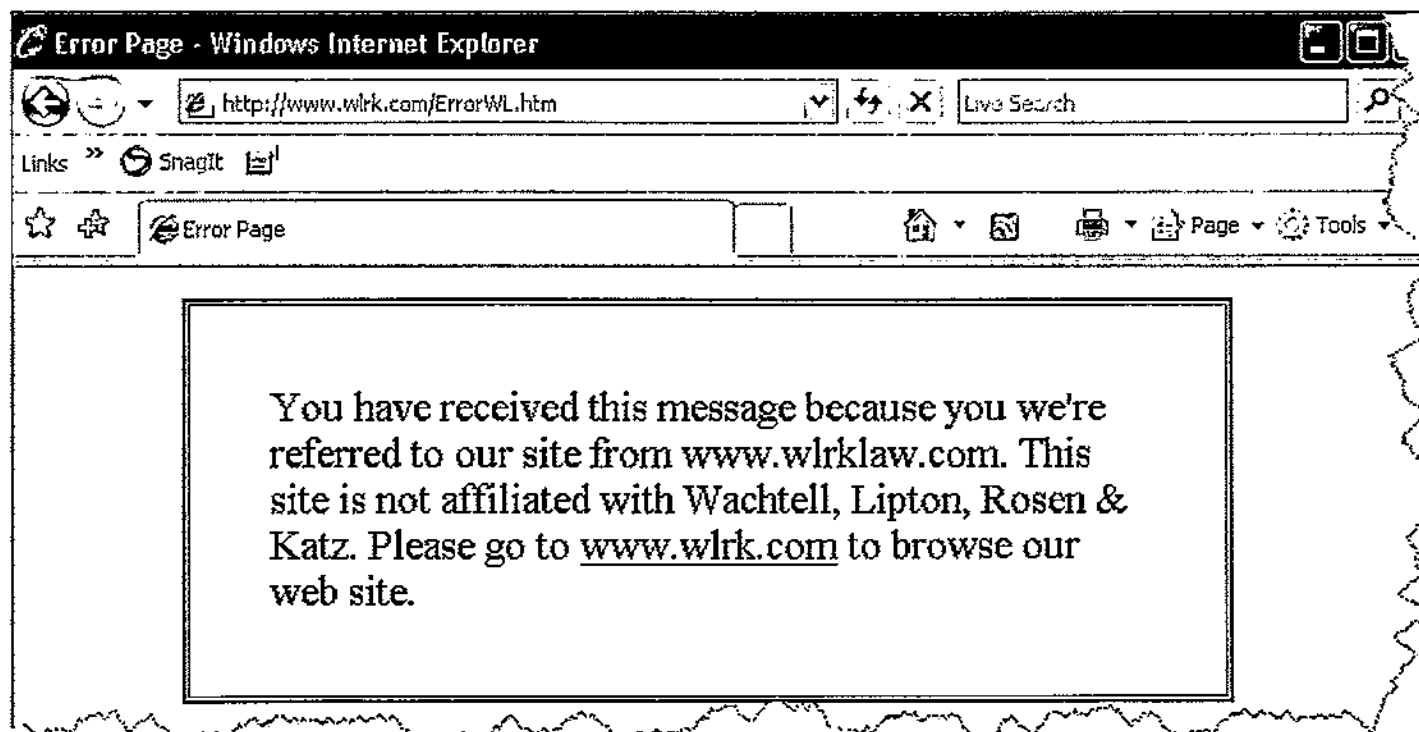 Error Page - Windows Internet Explorer
http://www.wlrk.com/ErrorWL.htm Live Search
Links » SnagIt
Error Page Page Tools
You have received this message because you we're
referred to our site from www.wlrklaw.com. This
site is not affiliated with Wachtell, Lipton, Rosen &
Katz. Please go to www.wlrk.com to browse our
web site.